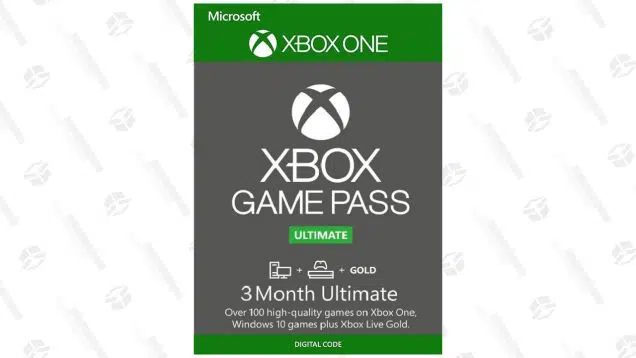 Microsoft
XBOX ONE
XBOX
GAME PASS
ULTIMATE
+ + GOLD
3 Month Ultimate
Over 100 high-quality games on Xbox One,
Windows 10 games plus Xbox Live Gold.
DIGITAL CODE